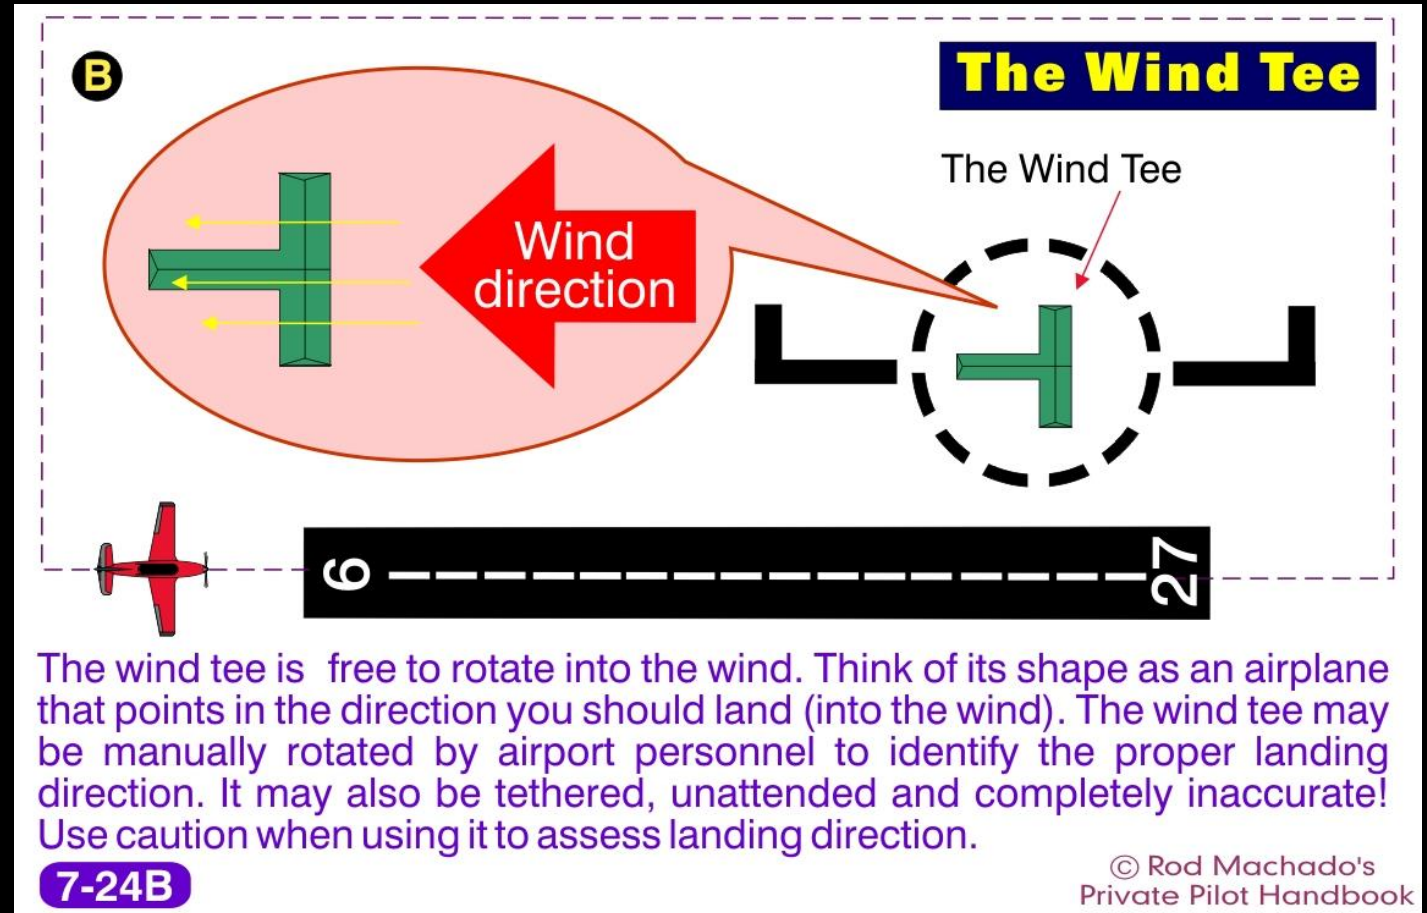 B
The Wind Tee
The Wind Tee
Wind
direction
9
27
The wind tee is free to rotate into the wind. Think of its shape as an airplane
that points in the direction you should land (into the wind). The wind tee may
be manually rotated by airport personnel to identify the proper landing
direction. It may also be tethered, unattended and completely inaccurate!
Use caution when using it to assess landing direction.
7-24B
© Rod Machado's
Private Pilot Handbook